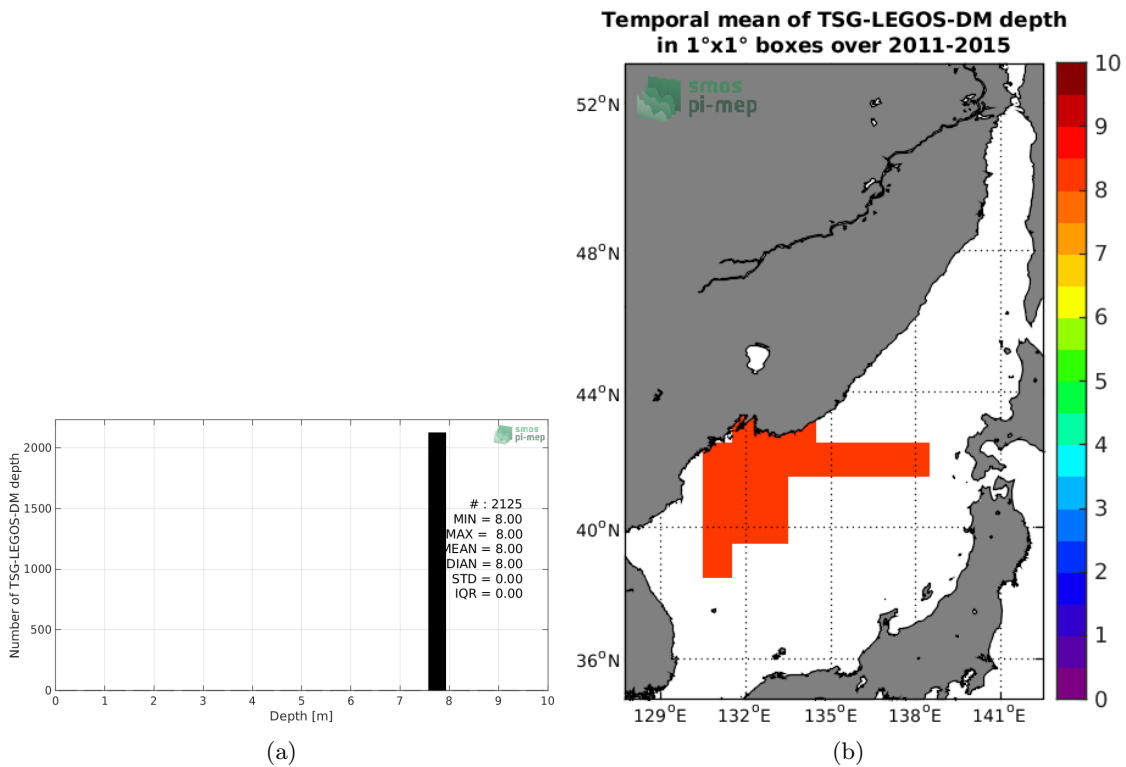 Temporal mean of TSG-LEGOS-DM depth
in 1°x1° boxes over 2011-2015
smos
pi-mep
52°N
48°N
44°N
40°N
36°N
129°E
132°E
135°E
138°E
141°E
10
9
8
7
6
5
4
3
2
1
0
Number of TSG-LEGOS-DM depth
2000
1500
1000
500
0
smos
pi-mep
# : 2125
MIN = 8.00
MAX = 8.00
MEAN = 8.00
DIAN = 8.00
STD = 0.00
IQR = 0.00
0
1
2
3
4
5
6
7
8
9
10
Depth [m]
(a)
(b)